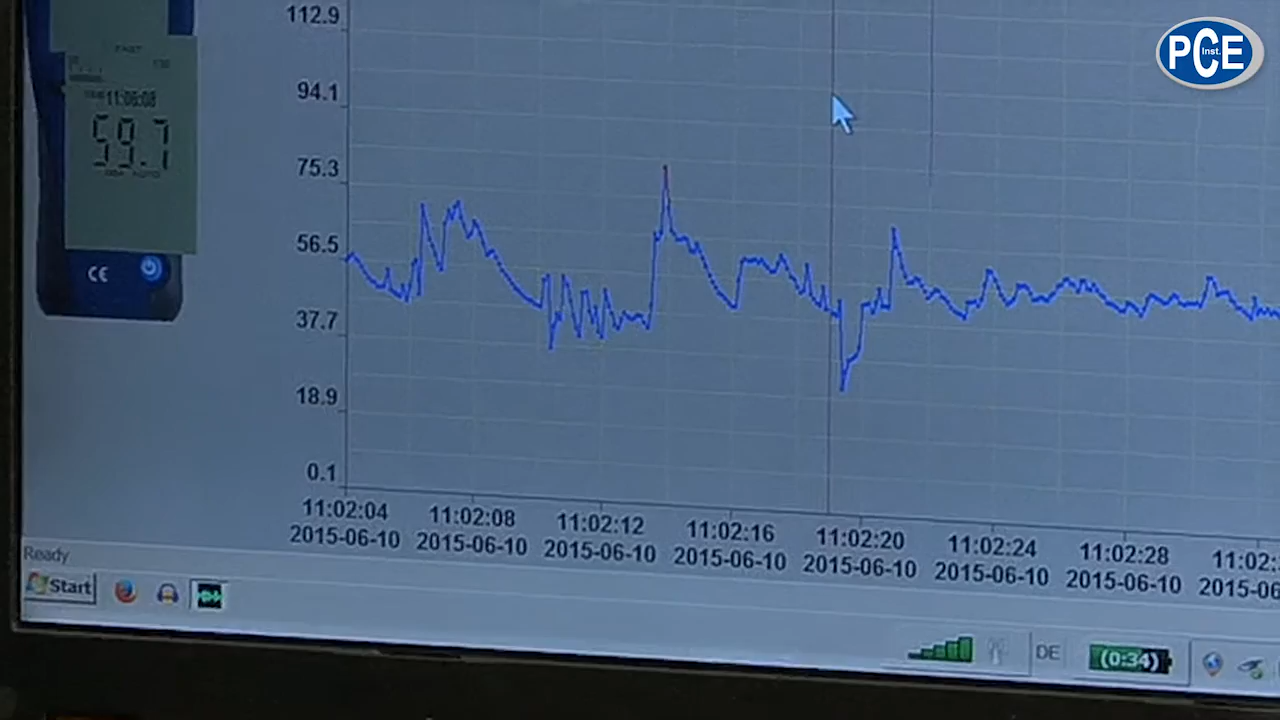 PCE
Inst.
FAST
11:06:08
59.7
CE
112.9
94.1
75.3
56.5
37.7
18.9
0.1
11:02:04 11:02:08 11:02:12 11:02:16 11:02:20 11:02:24 11:02:28
2015-06-10 2015-06-10 2015-06-10 2015-06-10 2015-06-10 2015-06-10 2015-06-10
Ready
Start
DE
(0:34)